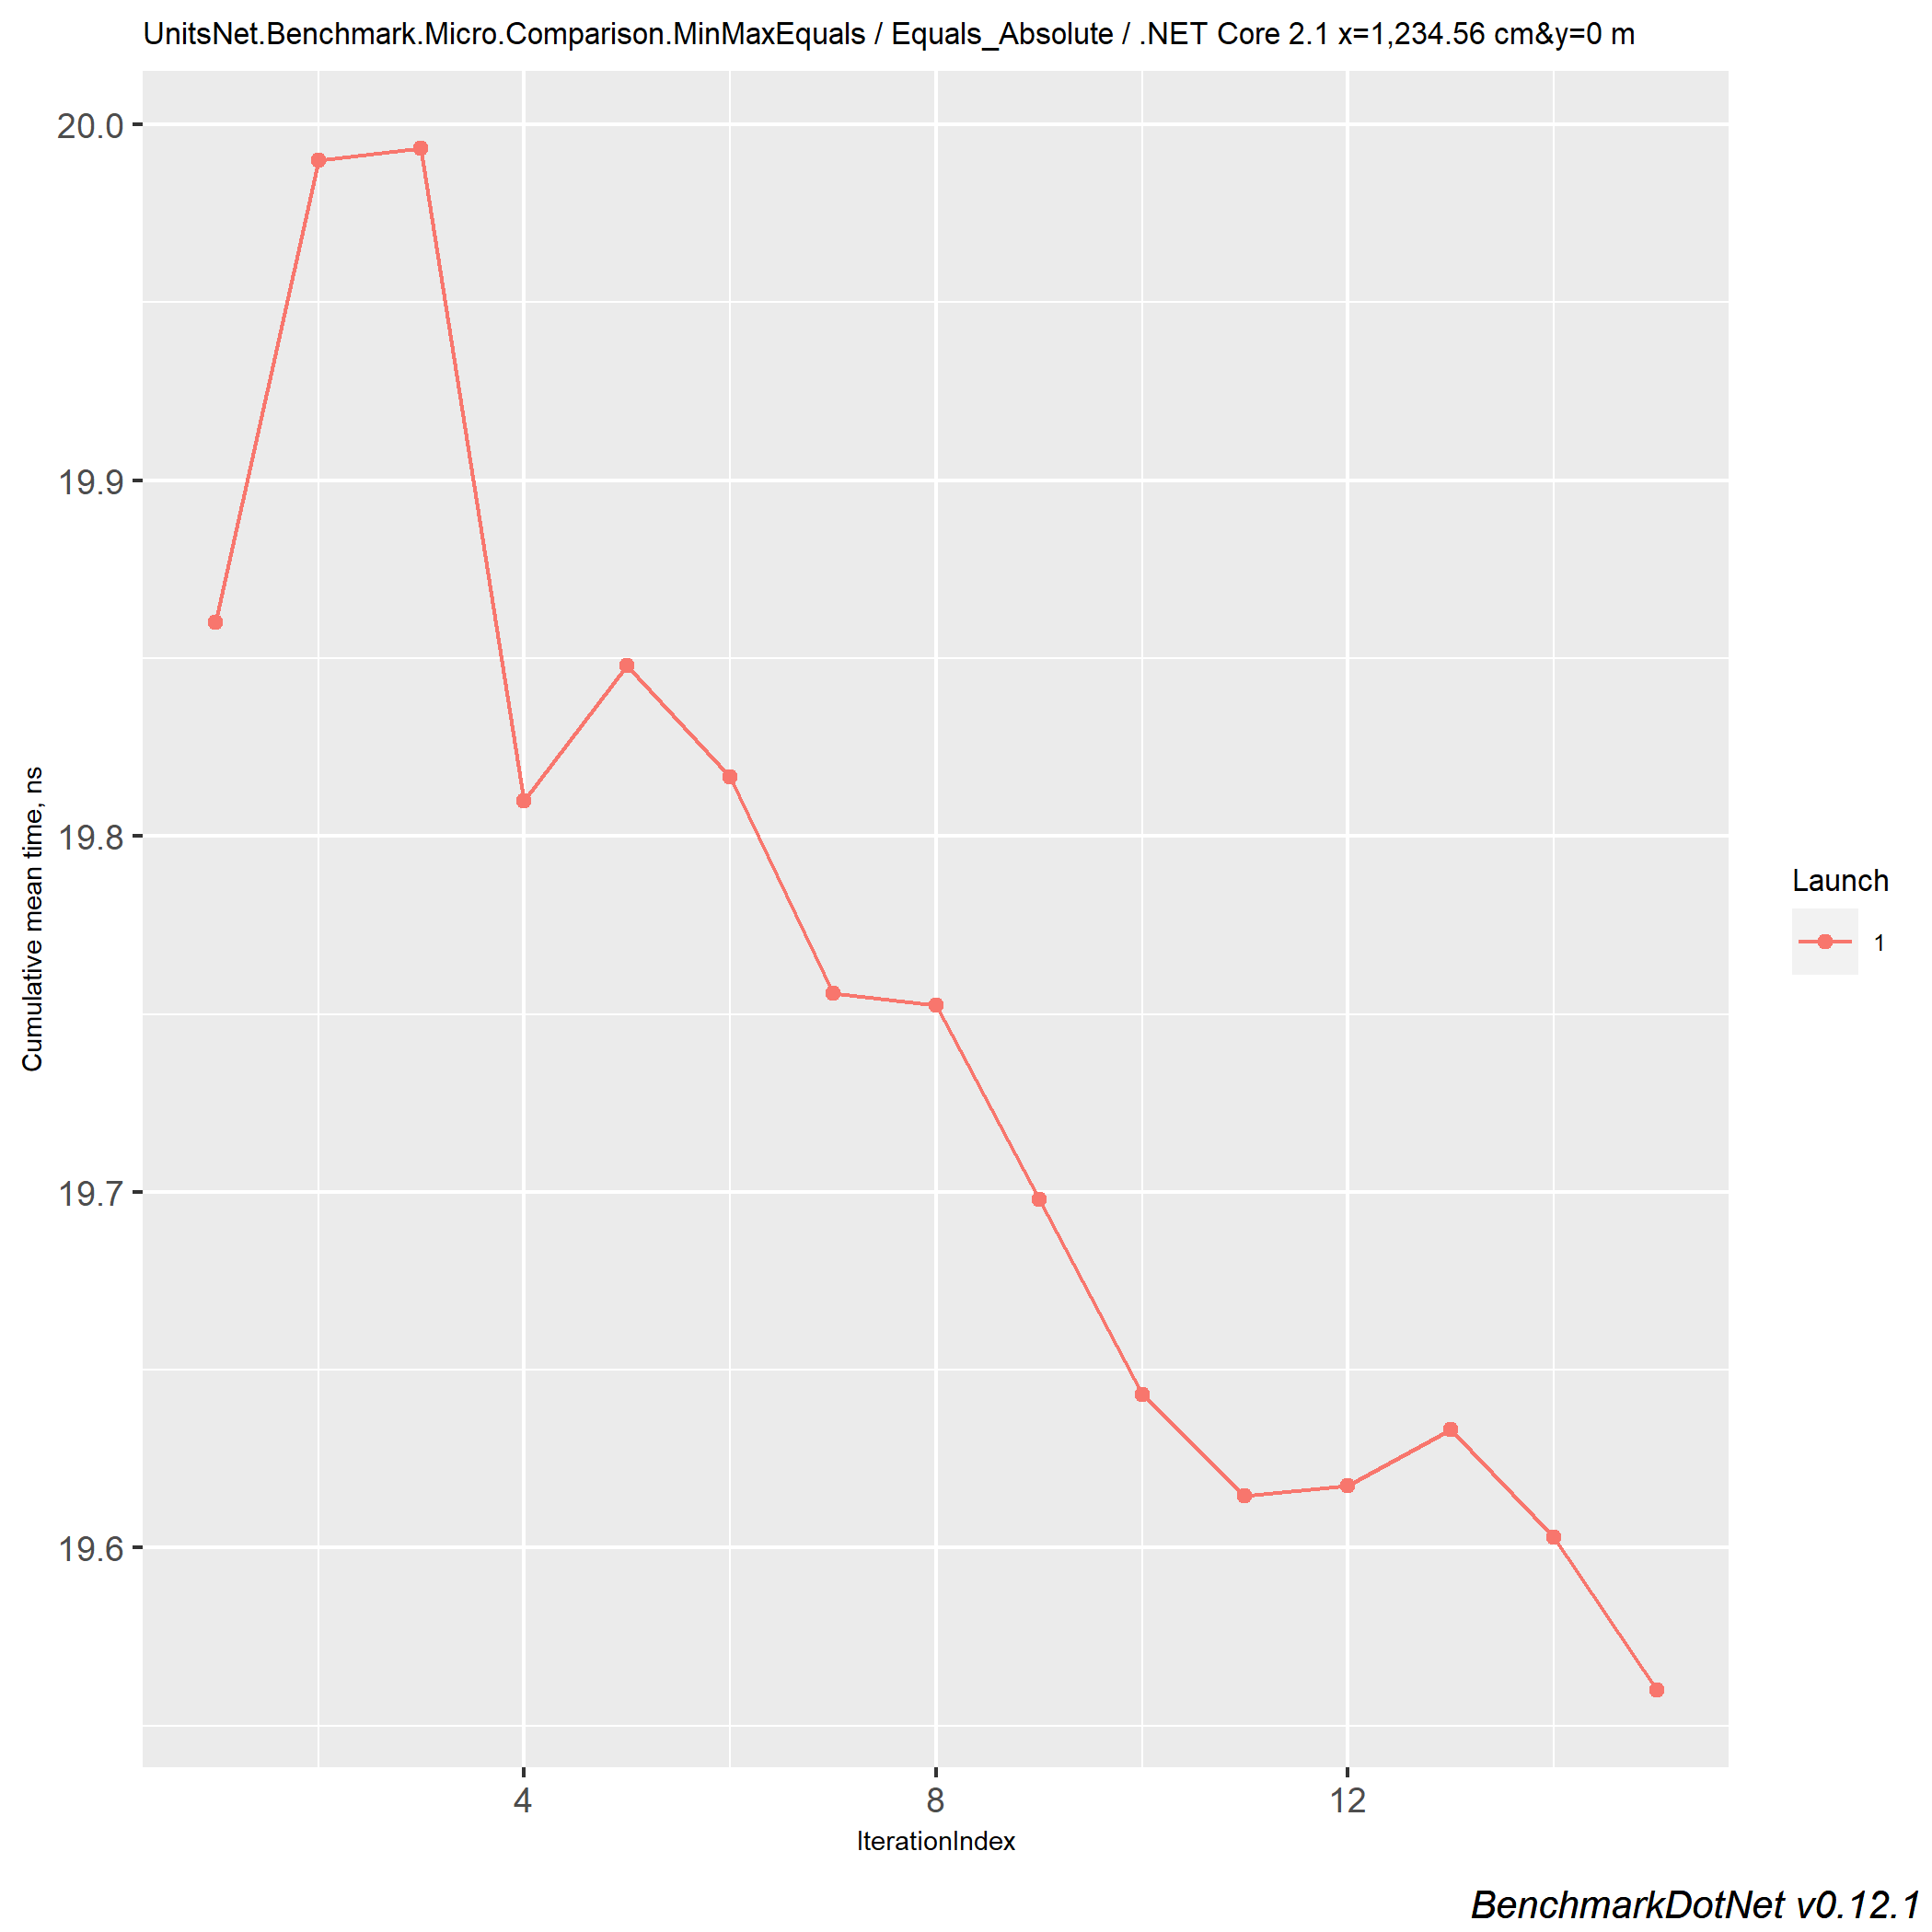 UnitsNet.Benchmark.Micro.Comparison.MinMaxEquals / Equals_Absolute / .NET Core 2.1 x=1,234.56 cm&y=0 m
20.0
19.9
19.8
19.7
19.6
Cumulative mean time, ns
4
8
12
IterationIndex
Launch
1
BenchmarkDotNet v0.12.1